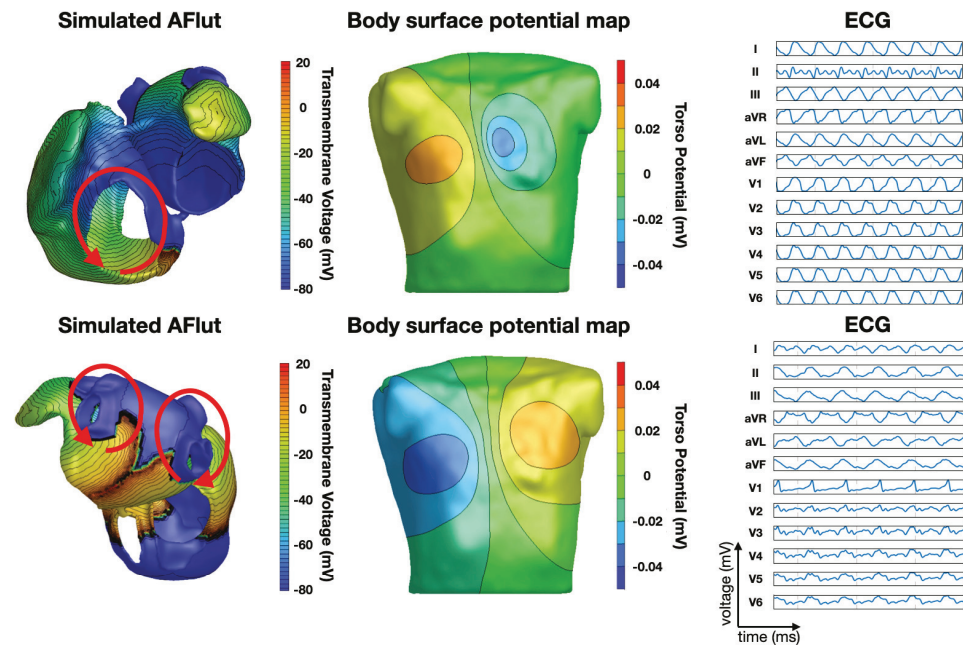 Simulated AFlut
Body surface potential map
ECG
20
0
-20
-40
-60
-80
Transmembrane Voltage (mV)
0.04
0.02
0
-0.02
-0.04
Torso Potential (mV)
I
II
III
aVR
aVL
aVF
V1
V2
V3
V4
V5
V6
Simulated AFlut
Body surface potential map
ECG
20
0
-20
-40
-60
-80
Transmembrane Voltage (mV)
0.04
0.02
0
-0.02
-0.04
Torso Potential (mV)
I
II
III
aVR
aVL
aVF
V1
V2
V3
V4
V5
V6
voltage (mV)
time (ms)